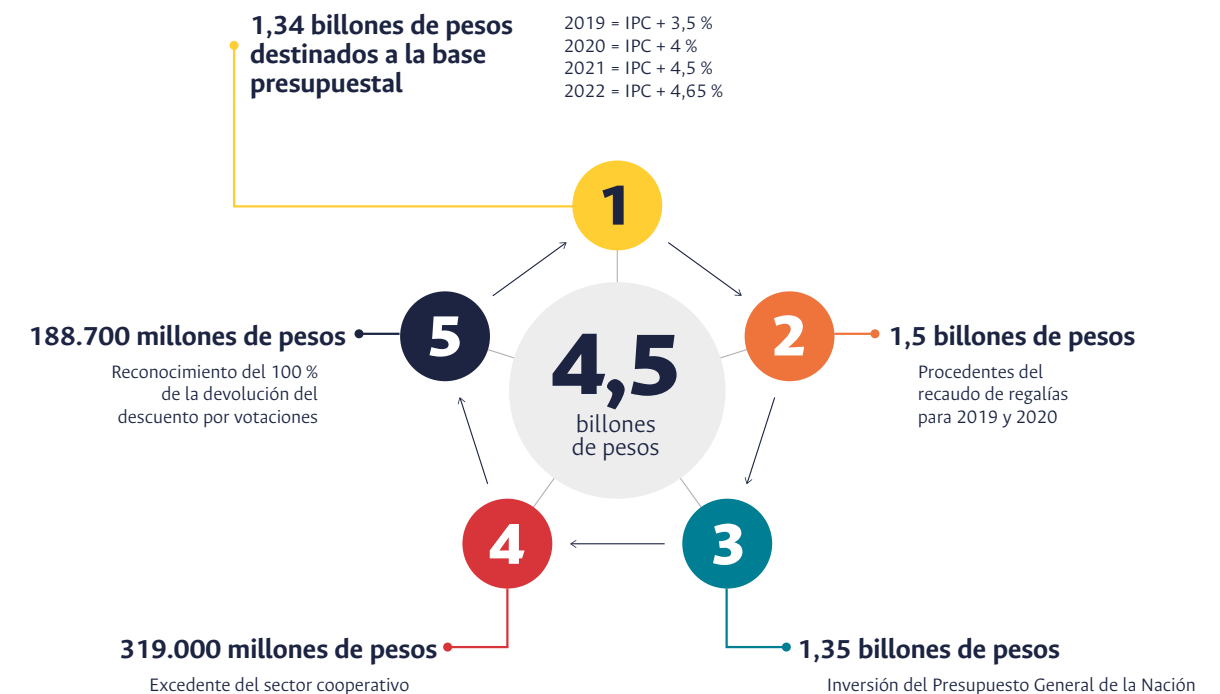 1,34 billones de pesos
destinados a la base
presupuestal
2019 = IPC + 3,5 %
2020 = IPC + 4 %
2021 = IPC + 4,5 %
2022 = IPC + 4,65 %
1
2
1,5 billones de pesos
Procedentes del
recaudo de regalías
para 2019 y 2020
3
1,35 billones de pesos
Inversión del Presupuesto General de la Nación
4
319.000 millones de pesos
Excedente del sector cooperativo
5
188.700 millones de pesos
Reconocimiento del 100 %
de la devolución del
descuento por votaciones
4,5
billones
de pesos